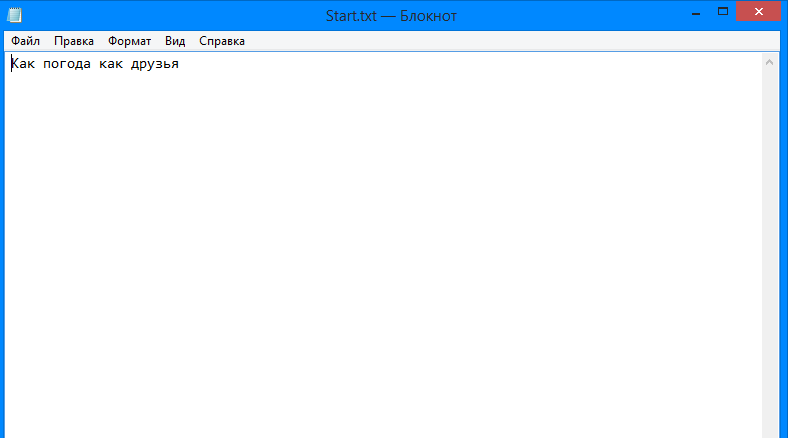 Start.txt — Блокнот
Файл Правка Формат Вид Справка
Как погода как друзья